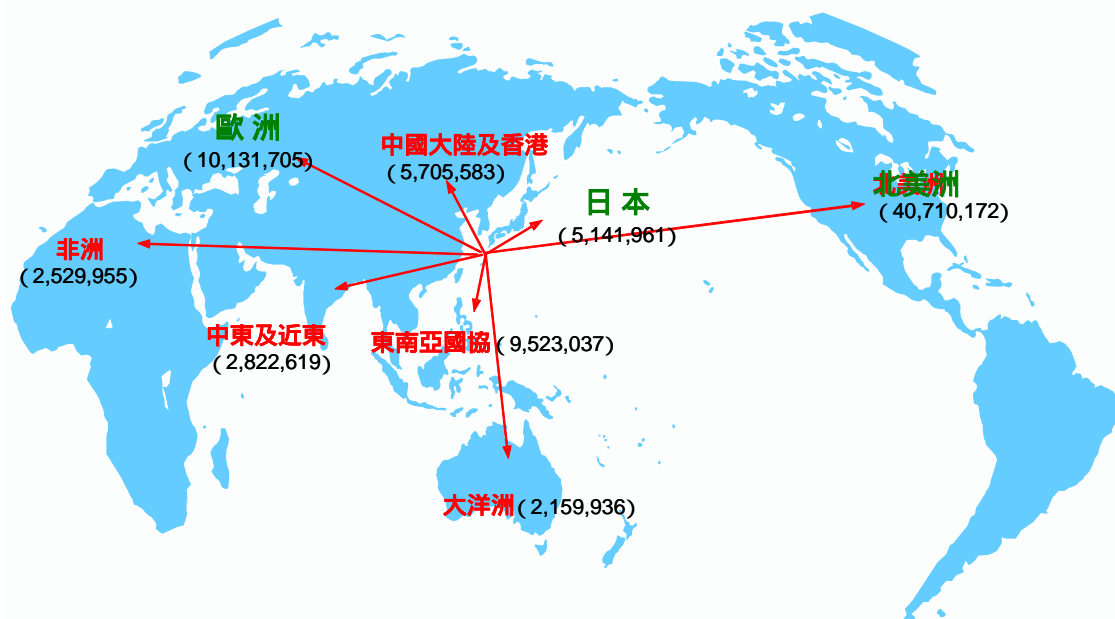 歐 洲
(10,131,705)
中國大陸及香港
(5,705,583)
北美洲
(40,710,172)
日 本
(5,141,961)
非洲
(2,529,955)
中東及近東
(2,822,619)
東南亞國協(9,523,037)
大洋洲(2,159,936)